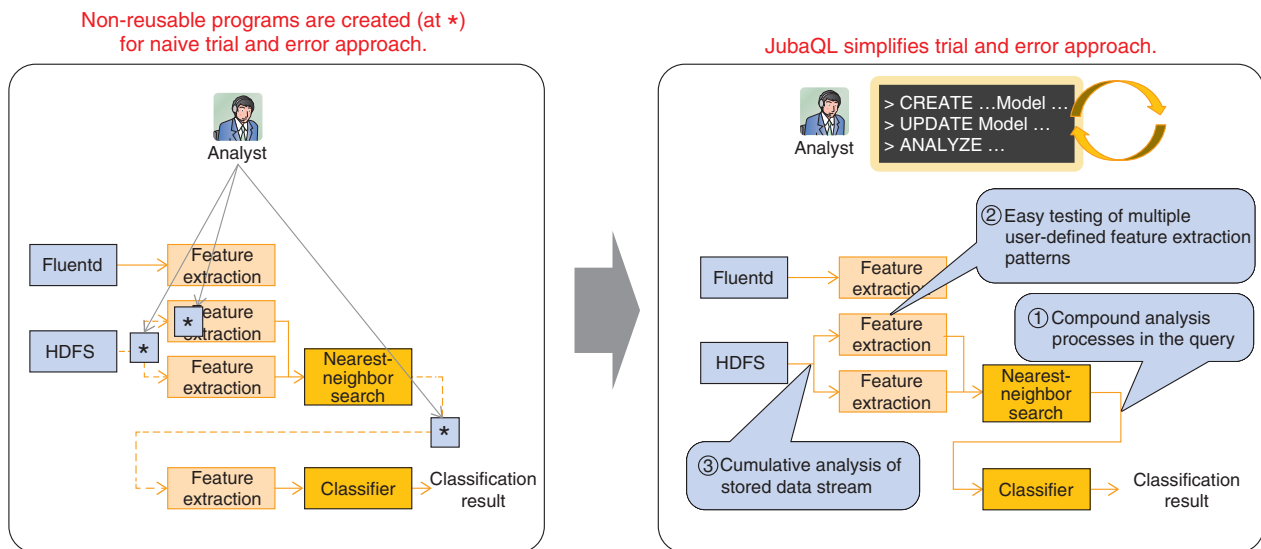 Non-reusable programs are created (at *)
for naive trial and error approach.
Analyst
Fluentd
Feature
extraction
*
Feature
extraction
HDFS
*
Feature
extraction
Nearest-
neighbor
search
*
Feature
extraction
Classifier
Classification
result
JubaQL simplifies trial and error approach.
Analyst
> CREATE …Model …
> UPDATE Model …
> ANALYZE …
② Easy testing of multiple
user-defined feature extraction
patterns
Fluentd
Feature
extraction
① Compound analysis
processes in the query
HDFS
Feature
extraction
Feature
extraction
Nearest-
neighbor
search
③ Cumulative analysis of
stored data stream
Classifier
Classification
result